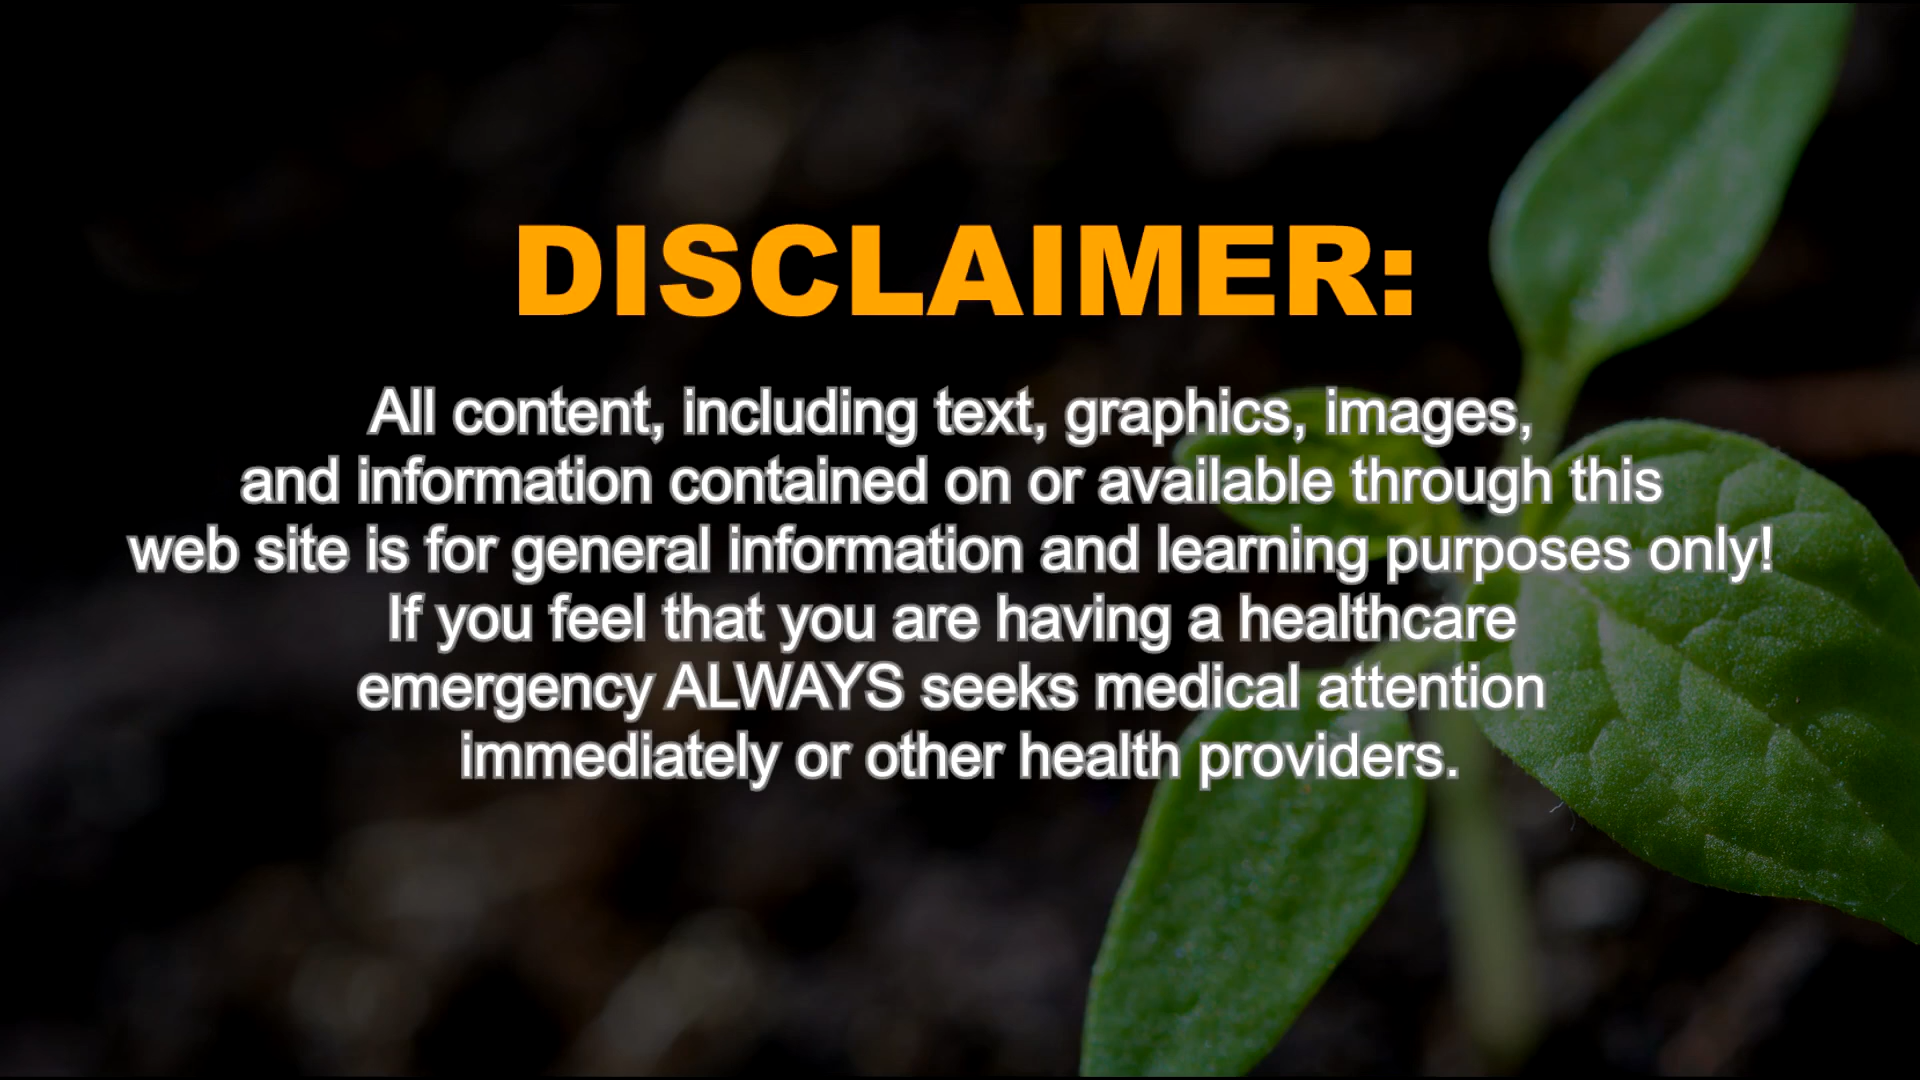 DISCLAIMER:
All content, including text, graphics, images,
and information contained on or available through this
web site is for general information and learning purposes only!
If you feel that you are having a healthcare
emergency ALWAYS seeks medical attention
immediately or other health providers.